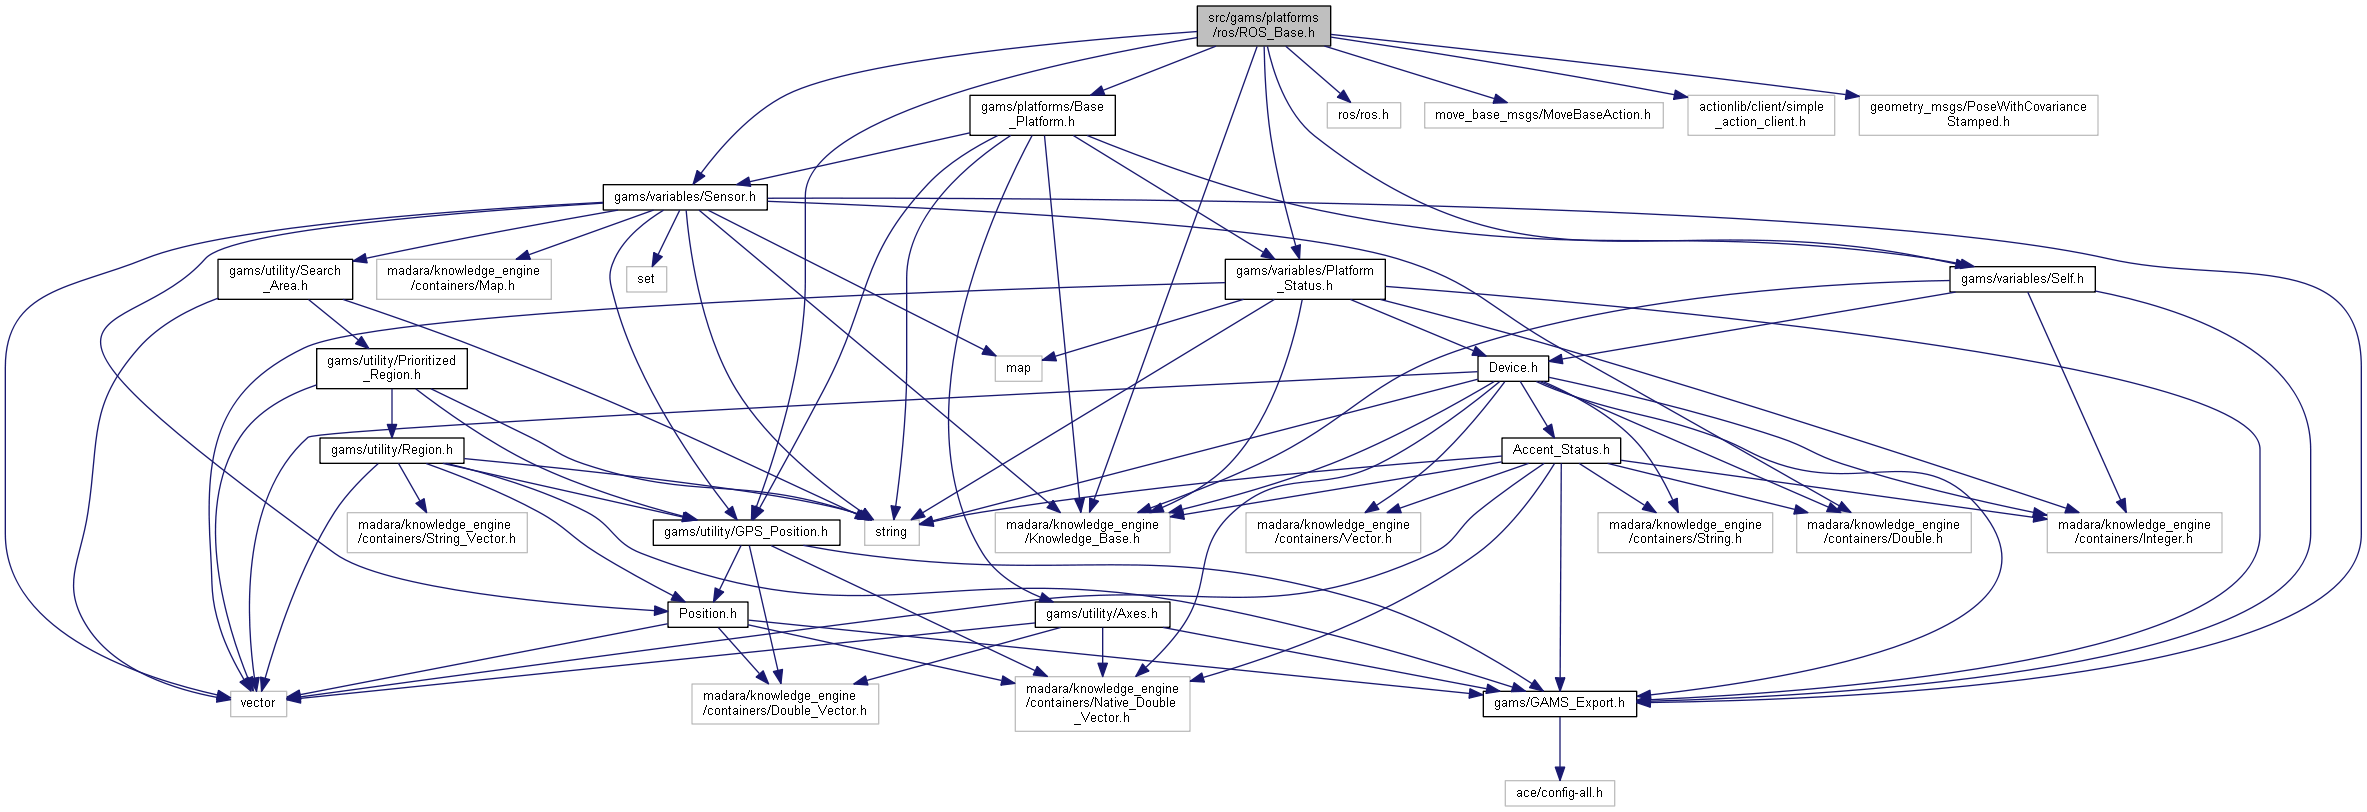 src/gams/platforms
/ros/ROS_Base.h
gams/platforms/Base
_Platform.h
ros/ros.h
move_base_msgs/MoveBaseAction.h
actionlib/client/simple
_action_client.h
geometry_msgs/PoseWithCovariance
Stamped.h
gams/variables/Sensor.h
gams/utility/Search
_Area.h
madara/knowledge_engine
/containers/Map.h
set
gams/variables/Platform
_Status.h
gams/variables/Self.h
gams/utility/Prioritized
_Region.h
map
Device.h
gams/utility/Region.h
Accent_Status.h
madara/knowledge_engine
/containers/String_Vector.h
gams/utility/GPS_Position.h
string
madara/knowledge_engine
/Knowledge_Base.h
madara/knowledge_engine
/containers/Vector.h
madara/knowledge_engine
/containers/String.h
madara/knowledge_engine
/containers/Double.h
madara/knowledge_engine
/containers/Integer.h
Position.h
gams/utility/Axes.h
vector
madara/knowledge_engine
/containers/Double_Vector.h
madara/knowledge_engine
/containers/Native_Double
_Vector.h
gams/GAMS_Export.h
ace/config-all.h